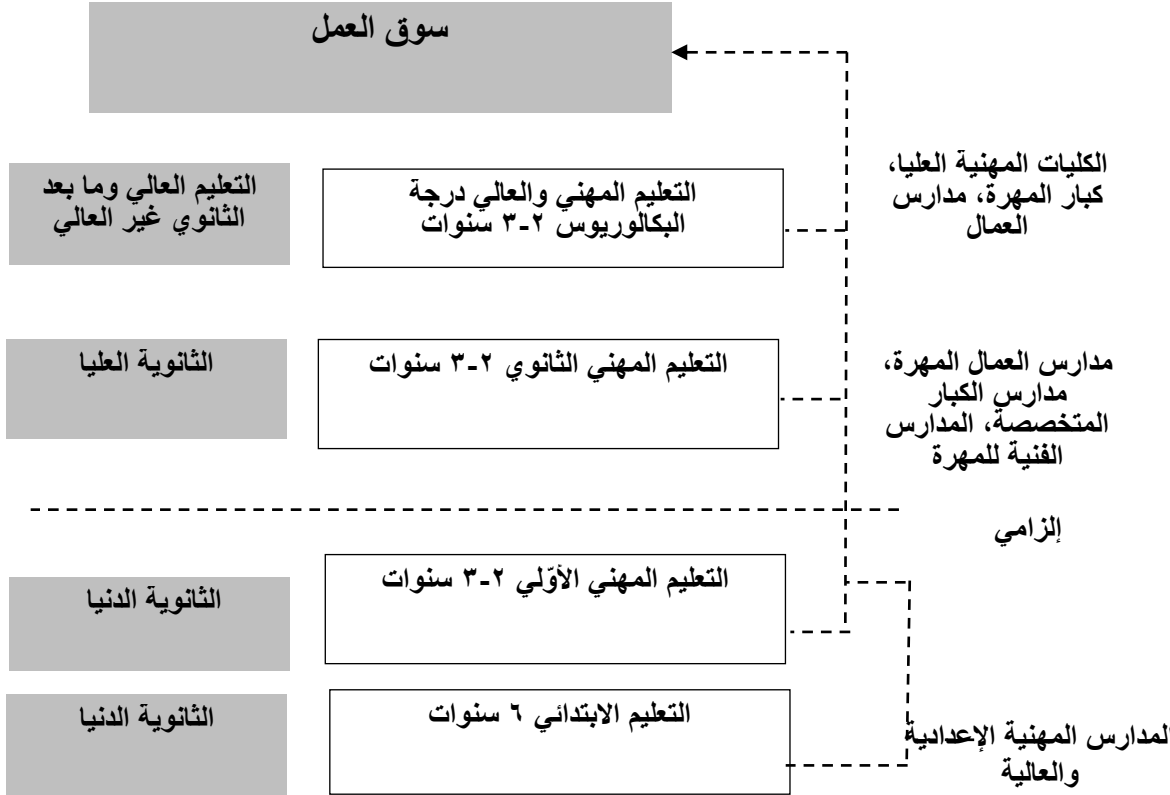 سوق العمل
الكليات المهنية العليا،
كبار المهرة، مدارس
العمال
التعليم المهني والعالي درجة
البكالوريوس ٢-٣ سنوات
التعليم العالي وما بعد
الثانوي غير العالي
مدارس العمال المهرة،
مدارس الكبار
المتخصصة، المدارس
الفنية للمهرة
التعليم المهني الثانوي ٢-٣ سنوات
الثانوية العليا
إلزامي
التعليم المهني الأوّلي ٢-٣ سنوات
الثانوية الدنيا
المدارس المهنية الإعدادية
والعالية
التعليم الابتدائي ٦ سنوات
الثانوية الدنيا